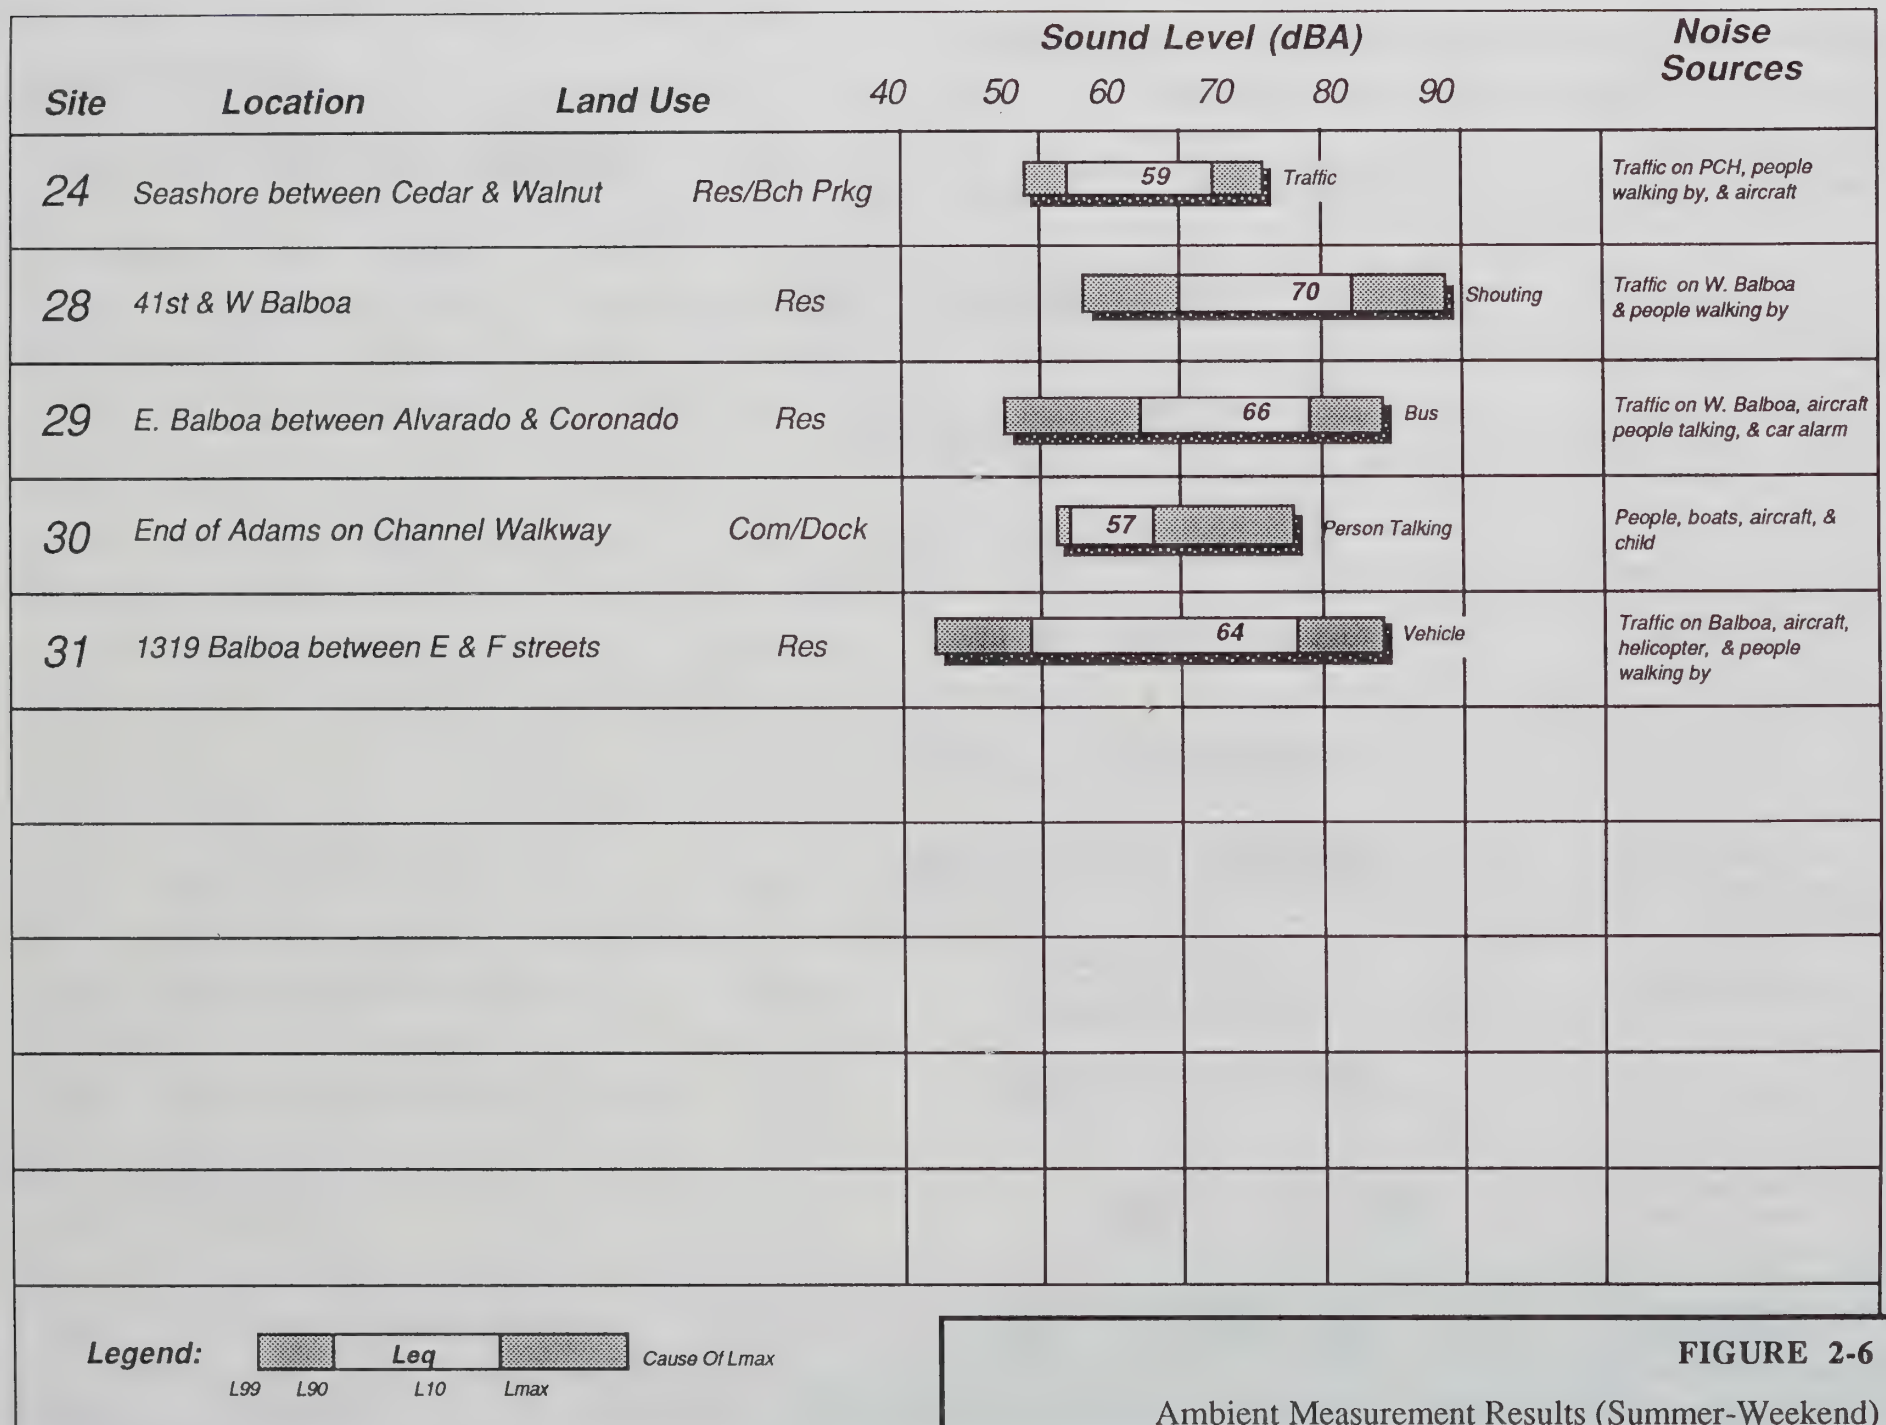 Sound Level (dBA)
Noise
Sources
Site Location Land Use 40 50 60 70 80 90
24 Seashore between Cedar & Walnut Res/Bch Prkg 59 Traffic
Traffic on PCH, people
walking by, & aircraft
28 41st & W Balboa Res 70 Shouting
Traffic on W. Balboa
& people walking by
29 E. Balboa between Alvarado & Coronado Res 66 Bus
Traffic on W. Balboa, aircraft
people talking, & car alarm
30 End of Adams on Channel Walkway Com/Dock 57 Person Talking
People, boats, aircraft, &
child
31 1319 Balboa between E & F streets Res 64 Vehicle
Traffic on Balboa, aircraft,
helicopter, & people
walking by
Legend: Leq Cause Of Lmax
L99 L90 L10 Lmax
FIGURE 2-6
Ambient Measurement Results (Summer-Weekend)